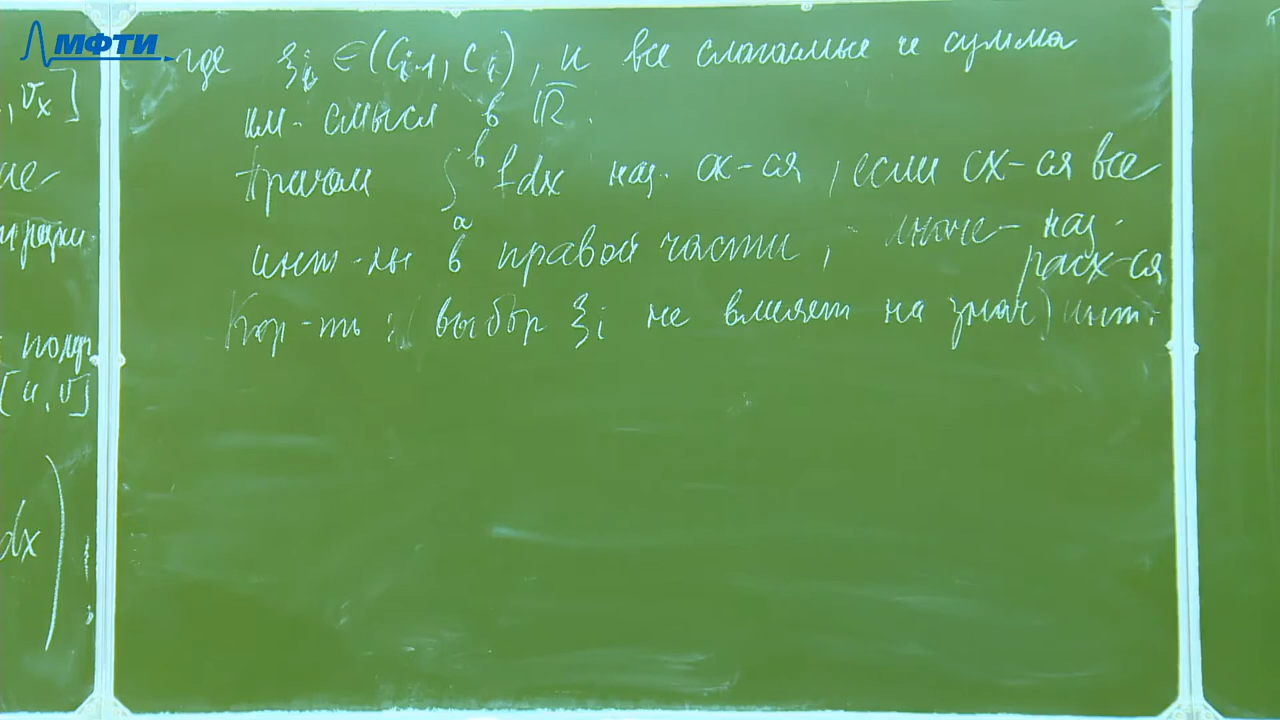 МФТИ
где ξᵢ ∈ (cᵢ₋₁, cᵢ), и все слагаемые и сумма
им. смысл в ℝ̅.
Причём ∫ₐᵇ f dx наз. сх-ся, если сх-ся все
инт-лы в правой части, иначе - наз.
расх-ся
Кор-ть: (выбор ξᵢ не влияет на знач) инт.
, vₓ]
[u, v]
dx ) ;